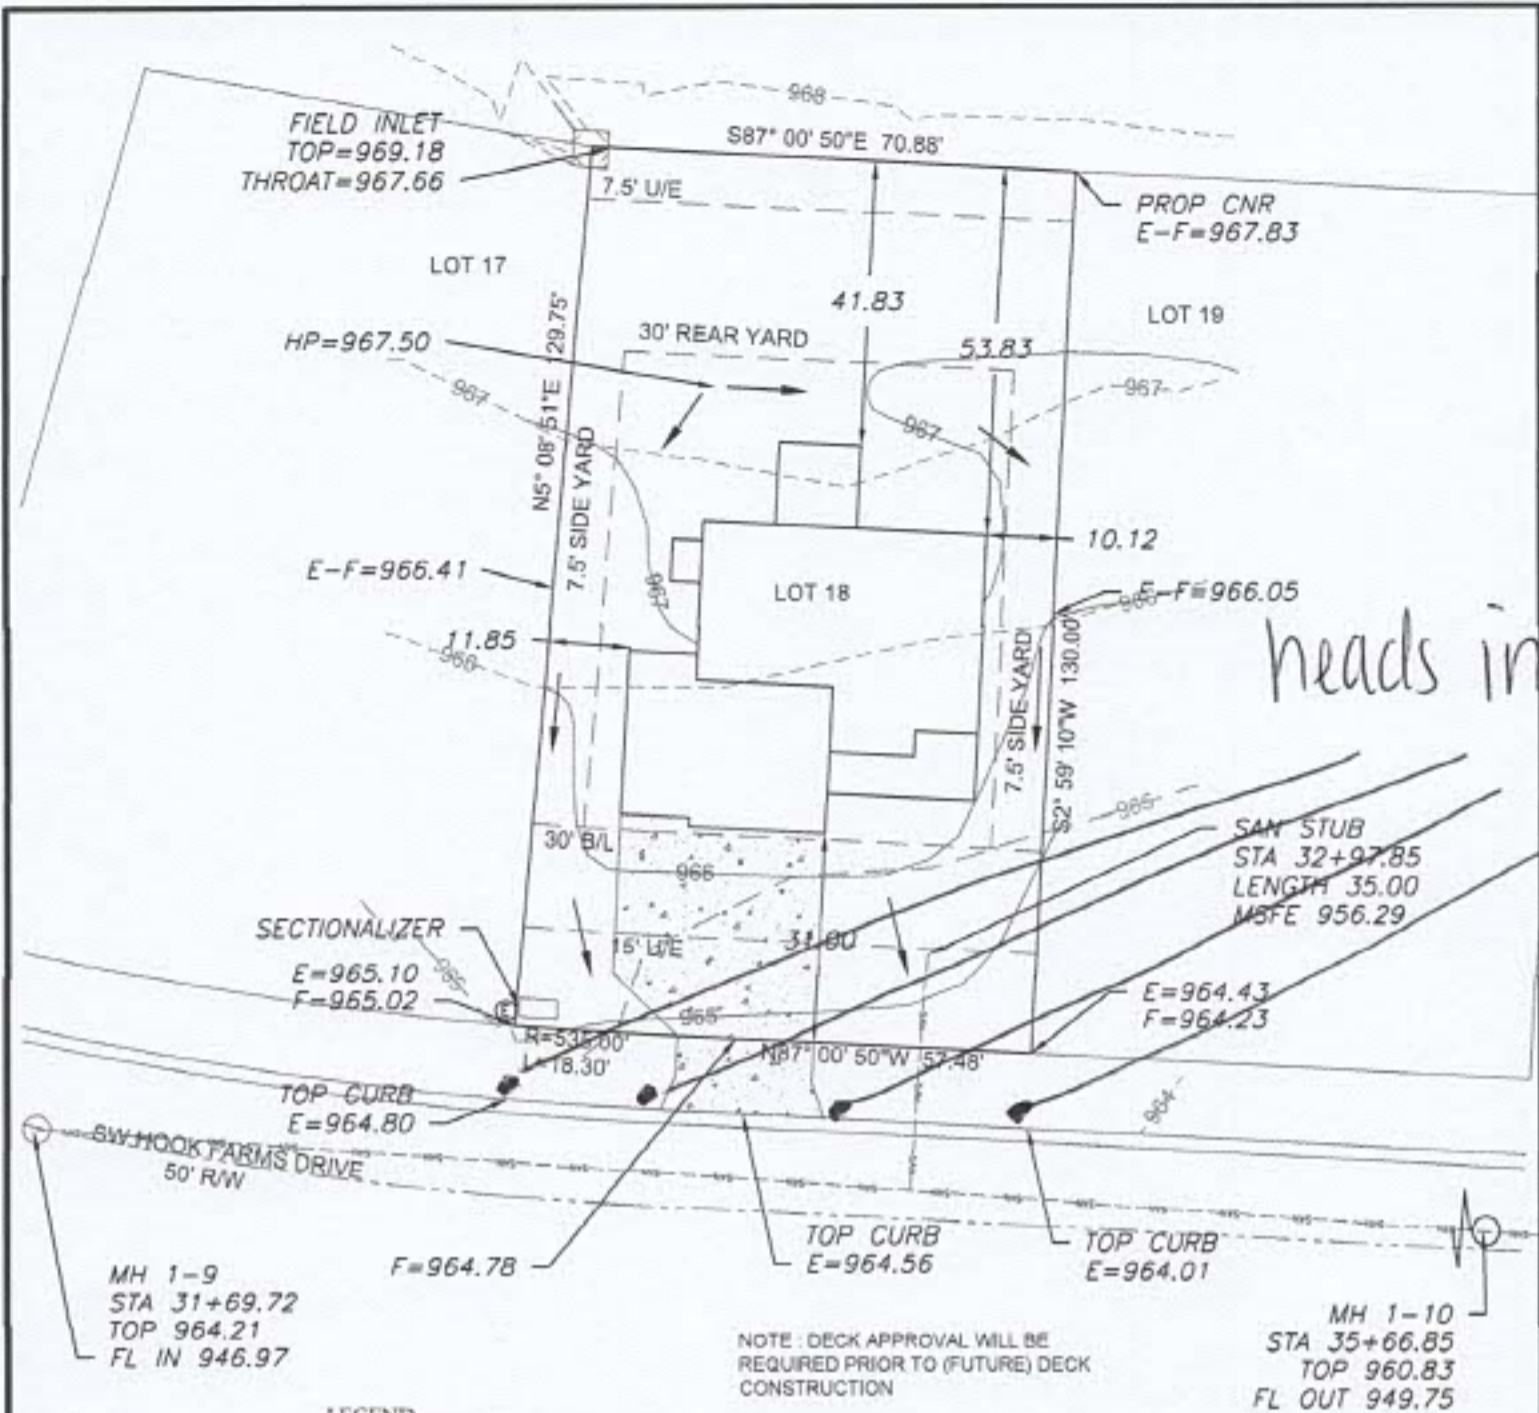 968
FIELD INLET
TOP=969.18
THROAT=967.66
S87° 00' 50"E 70.88'
7.5' U/E
PROP CNR
E-F=967.83
LOT 17
41.83
LOT 19
HP=967.50
30' REAR YARD
53.83
967
967
967
N5° 08' 51"E 129.75'
7.5' SIDE YARD
10.12
E-F=966.41
967
LOT 18
E-F=966.05
966
11.85
966
heads in
7.5' SIDE YARD
S2° 59' 10"W 130.00'
965
30' B/L
SAN STUB
STA 32+97.85
LENGTH 35.00
MSFE 956.29
966
SECTIONALIZER
15' U/E
31.00
E=965.10
F=965.02
965
E
E=964.43
F=964.23
965
R=535.00'
18.30'
N87° 00' 50"W 57.48'
TOP CURB
E=964.80
964
SW HOOK FARMS DRIVE
50' R/W
TOP CURB
E=964.56
TOP CURB
E=964.01
F=964.78
MH 1-9
STA 31+69.72
TOP 964.21
FL IN 946.97
MH 1-10
STA 35+66.85
TOP 960.83
FL OUT 949.75
NOTE : DECK APPROVAL WILL BE
REQUIRED PRIOR TO (FUTURE) DECK
CONSTRUCTION
LEGEND